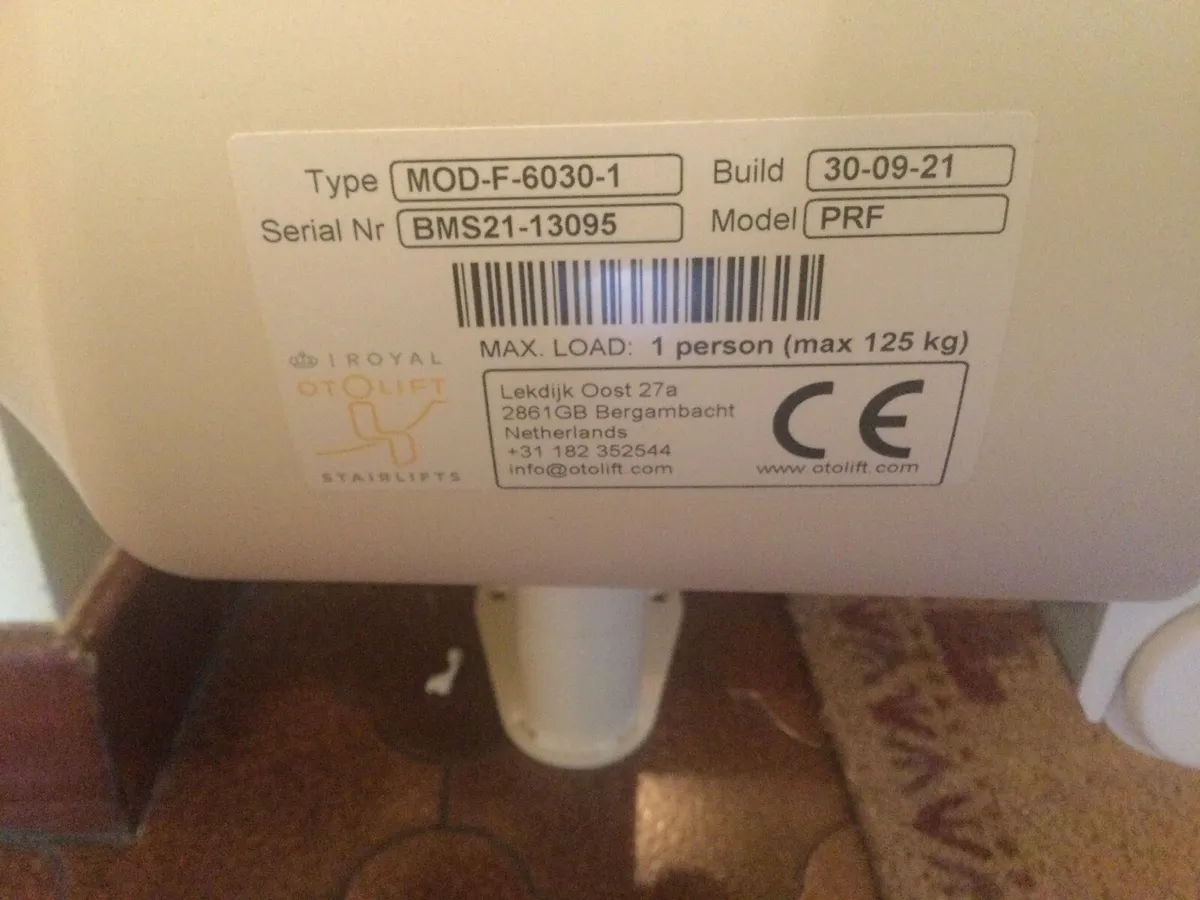 Type MOD-F-6030-1 Build 30-09-21
Serial Nr BMS21-13095 Model PRF
MAX. LOAD: 1 person (max 125 kg)
ROYAL
OTOLIFT
STAIRLIFTS
Lekdijk Oost 27a
2861GB Bergambacht
Netherlands
+31 182 352544
info@otolift.com
CE
www.otolift.com